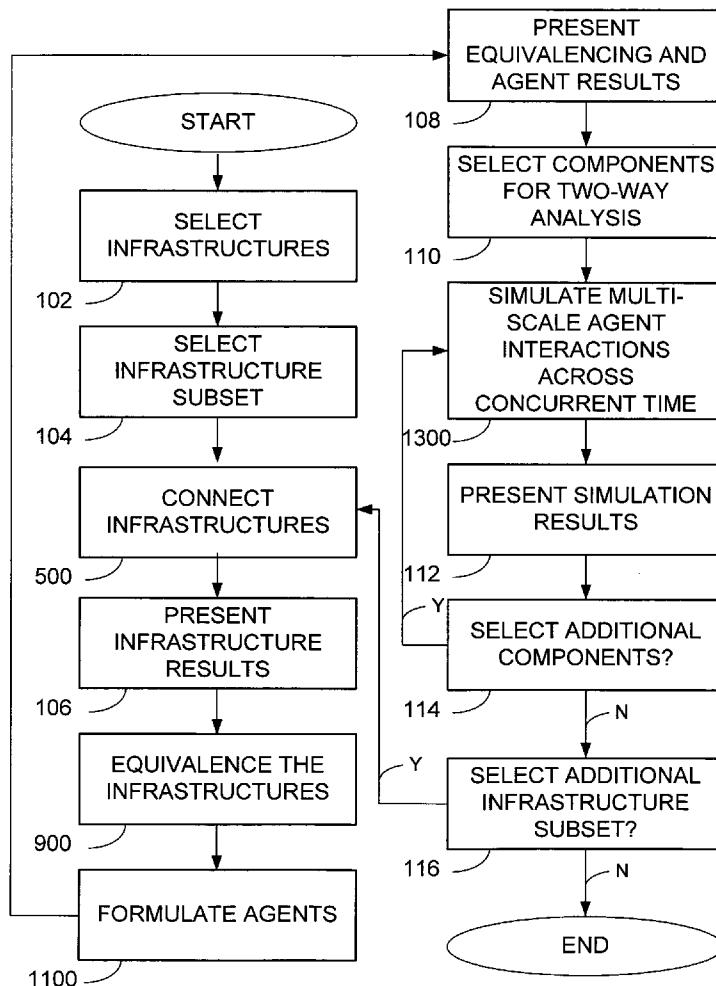 START
SELECT
INFRASTRUCTURES
102
SELECT
INFRASTRUCTURE
SUBSET
104
CONNECT
INFRASTRUCTURES
500
PRESENT
INFRASTRUCTURE
RESULTS
106
EQUIVALENCE THE
INFRASTRUCTURES
900
FORMULATE AGENTS
1100
PRESENT
EQUIVALENCING AND
AGENT RESULTS
108
SELECT COMPONENTS
FOR TWO-WAY
ANALYSIS
110
SIMULATE MULTI-
SCALE AGENT
INTERACTIONS
ACROSS
CONCURRENT TIME
1300
PRESENT SIMULATION
RESULTS
112
Y
SELECT ADDITIONAL
COMPONENTS?
114
N
Y
SELECT ADDITIONAL
INFRASTRUCTURE
SUBSET?
116
N
END